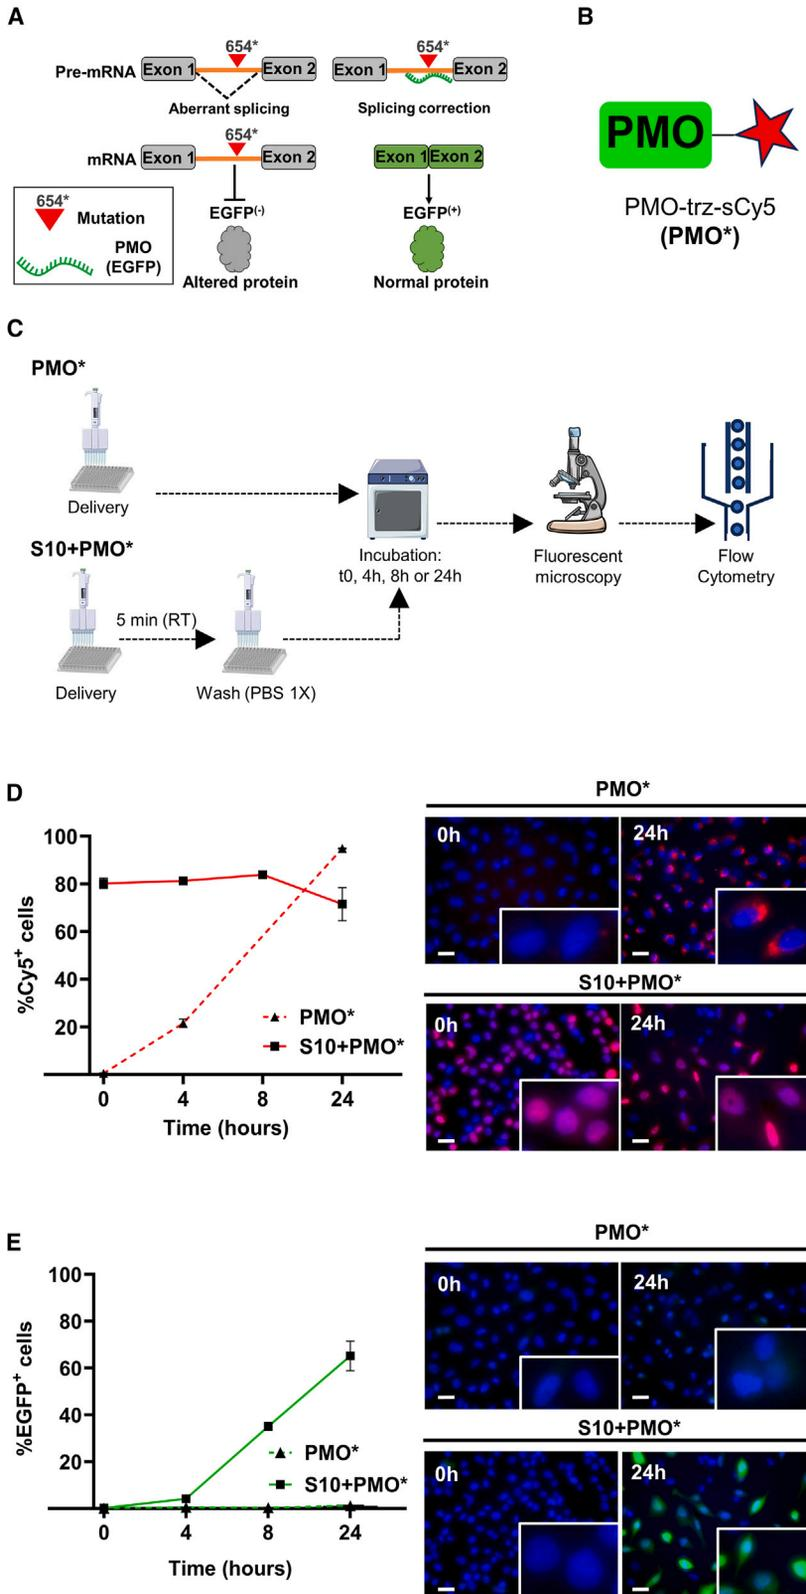 A
654*
654*
Pre-mRNA
Exon 1
Exon 2
Exon 1
Exon 2
Aberrant splicing
Splicing correction
654*
mRNA
Exon 1
Exon 2
Exon 1
Exon 2
654*
Mutation
PMO
(EGFP)
EGFP(-)
EGFP(+)
Altered protein
Normal protein
B
PMO
PMO-trz-sCy5
(PMO*)
C
PMO*
Delivery
S10+PMO*
5 min (RT)
Delivery
Wash (PBS 1X)
Incubation:
t0, 4h, 8h or 24h
Fluorescent
microscopy
Flow
Cytometry
D
%Cy5+ cells
100
80
60
40
20
0
4
8
24
Time (hours)
PMO*
S10+PMO*
PMO*
0h
24h
S10+PMO*
0h
24h
E
%EGFP+ cells
100
80
60
40
20
0
4
8
24
Time (hours)
PMO*
S10+PMO*
PMO*
0h
24h
S10+PMO*
0h
24h